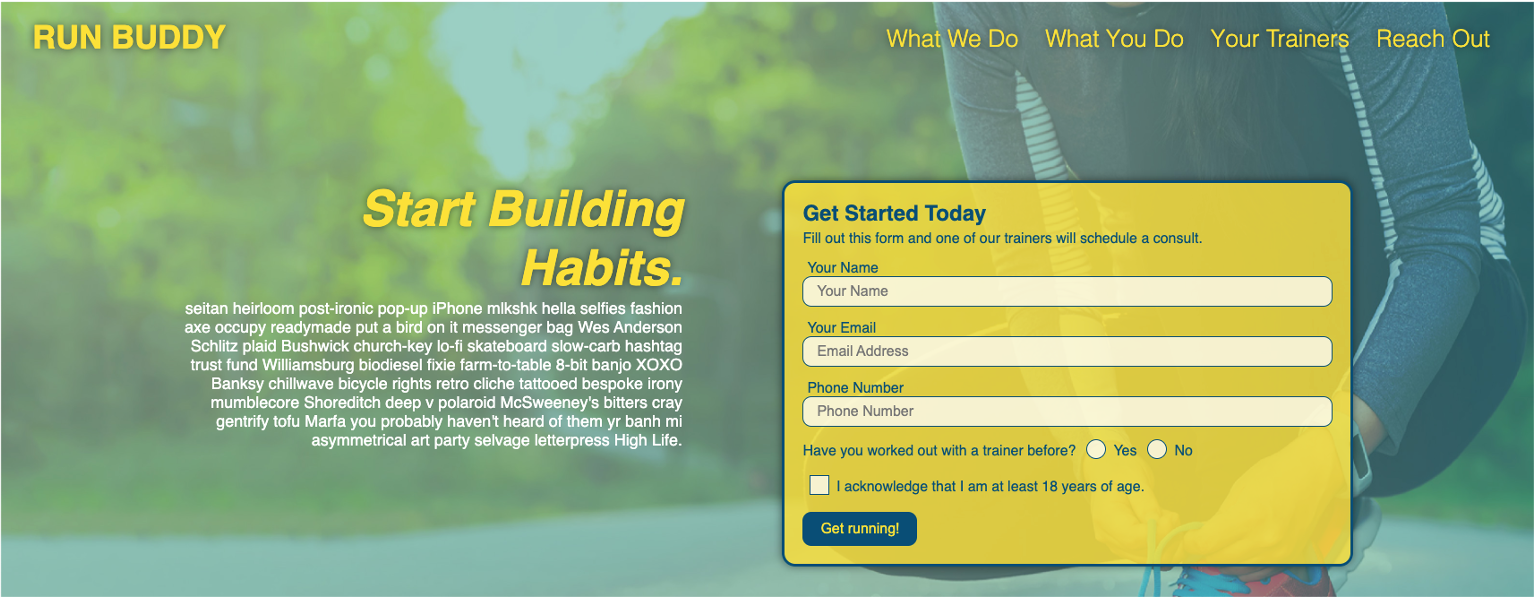 RUN BUDDY
What We Do
What You Do
Your Trainers
Reach Out
Start Building
Habits.
seitan heirloom post-ironic pop-up iPhone mlkshk hella selfies fashion
axe occupy readymade put a bird on it messenger bag Wes Anderson
Schlitz plaid Bushwick church-key lo-fi skateboard slow-carb hashtag
trust fund Williamsburg biodiesel fixie farm-to-table 8-bit banjo XOXO
Banksy chillwave bicycle rights retro cliche tattooed bespoke irony
mumblecore Shoreditch deep v polaroid McSweeney's bitters cray
gentrify tofu Marfa you probably haven't heard of them yr banh mi
asymmetrical art party selvage letterpress High Life.
Get Started Today
Fill out this form and one of our trainers will schedule a consult.
Your Name
Your Name
Your Email
Email Address
Phone Number
Phone Number
Have you worked out with a trainer before? Yes No
I acknowledge that I am at least 18 years of age.
Get running!